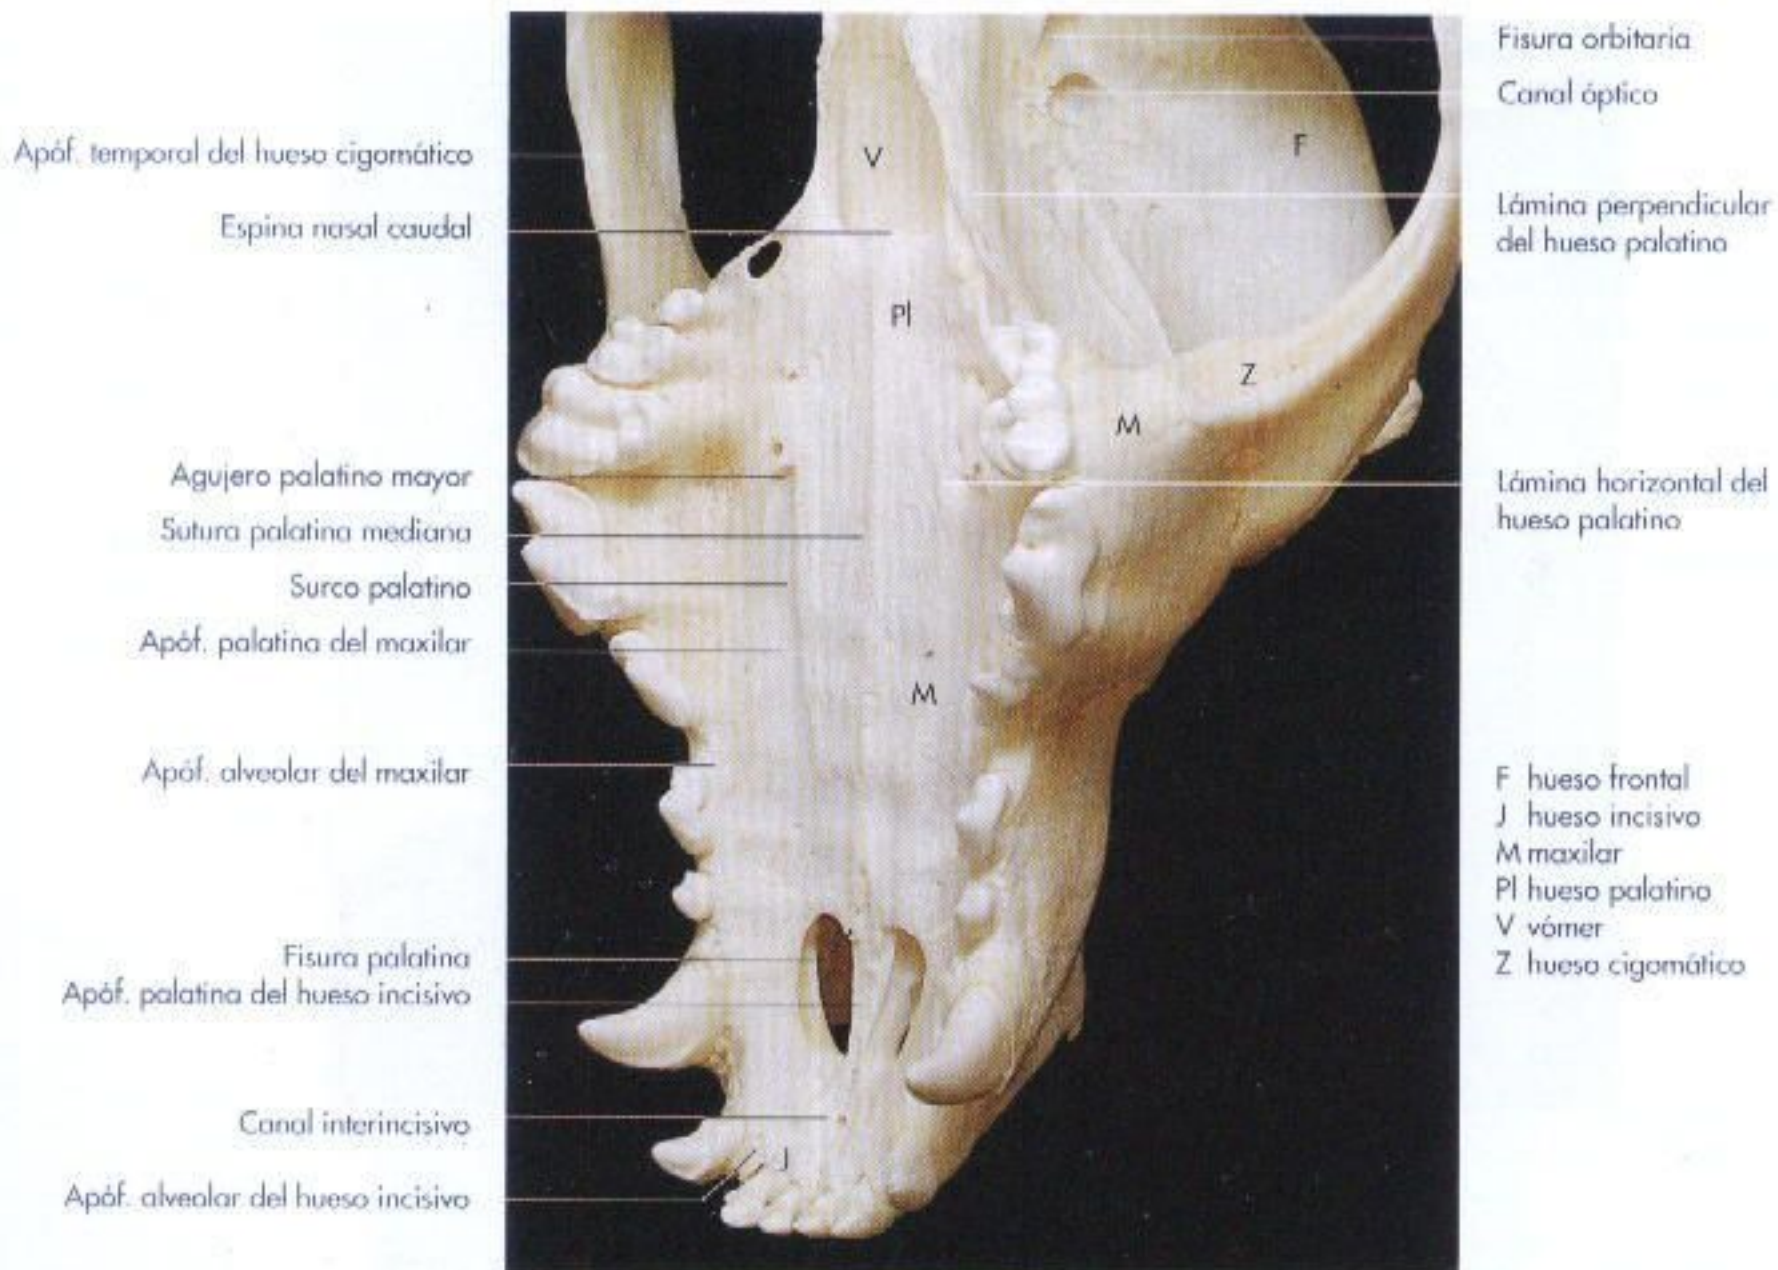 Apóf. temporal del hueso cigomático
Espina nasal caudal
Agujero palatino mayor
Sutura palatina mediana
Surco palatino
Apóf. palatina del maxilar
Apóf. alveolar del maxilar
Fisura palatina
Apóf. palatina del hueso incisivo
Canal interincisivo
Apóf. alveolar del hueso incisivo
V
F
Pl
Z
M
M
J
Fisura orbitaria
Canal óptico
Lámina perpendicular
del hueso palatino
Lámina horizontal del
hueso palatino
F hueso frontal
J hueso incisivo
M maxilar
Pl hueso palatino
V vómer
Z hueso cigomático